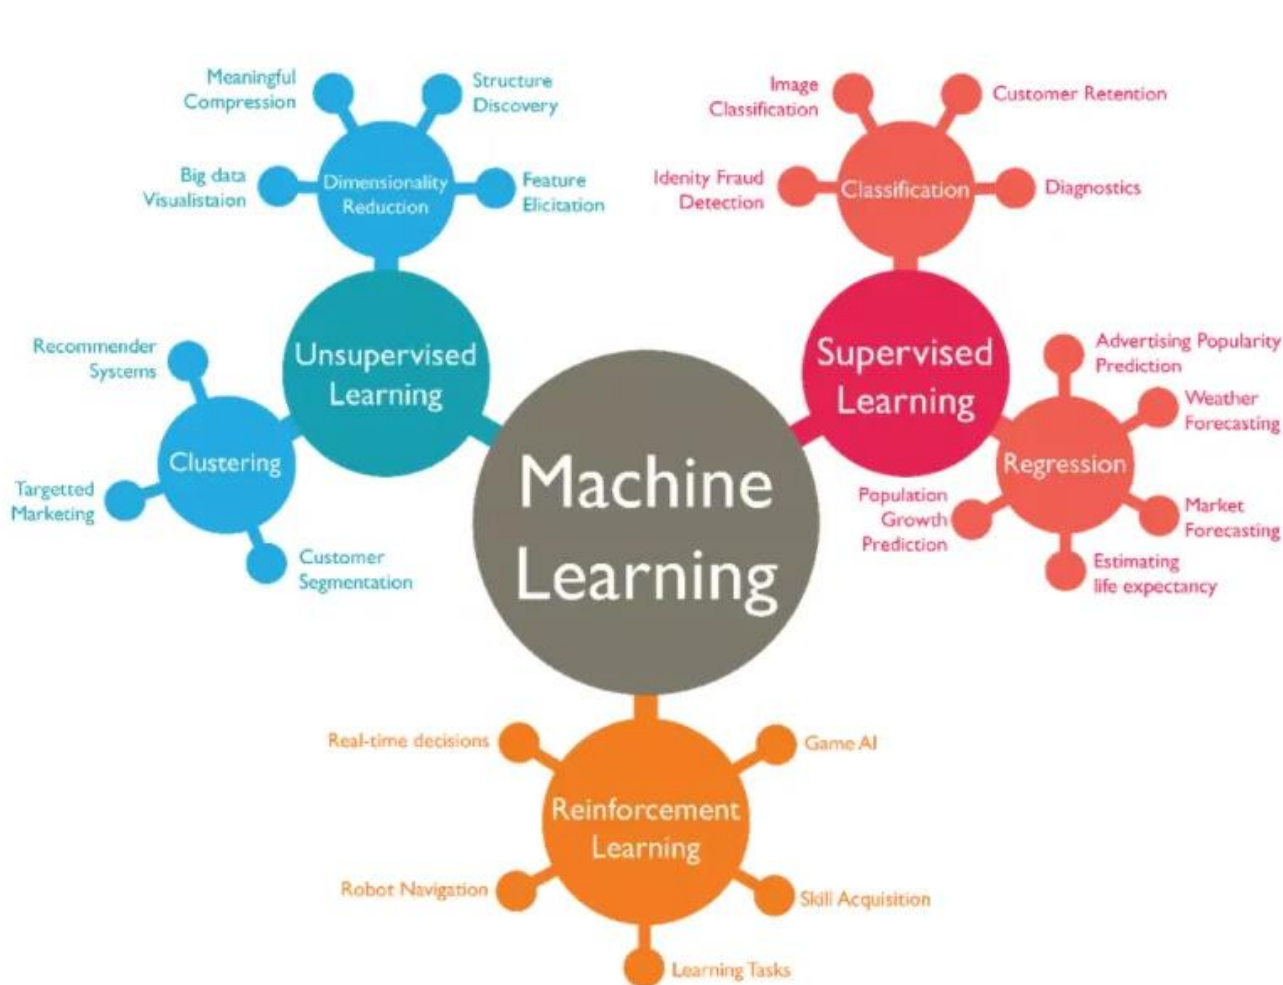 Meaningful
Compression
Structure
Discovery
Big data
Visualistaion
Dimensionality
Reduction
Feature
Elicitation
Image
Classification
Customer Retention
Idenity Fraud
Detection
Classification
Diagnostics
Unsupervised
Learning
Recommender
Systems
Clustering
Targetted
Marketing
Customer
Segmentation
Supervised
Learning
Advertising Popularity
Prediction
Weather
Forecasting
Regression
Population
Growth
Prediction
Market
Forecasting
Estimating
life expectancy
Machine
Learning
Real-time decisions
Game AI
Reinforcement
Learning
Robot Navigation
Skill Acquisition
Learning Tasks